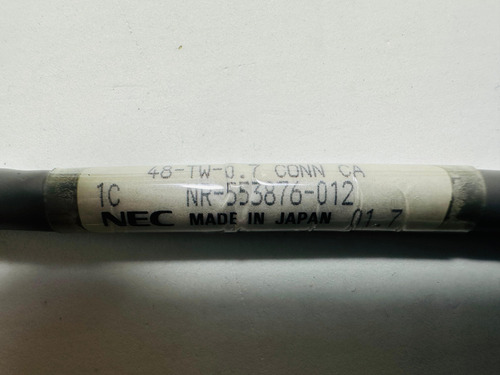 48-TW-0.7 CONN CA
1C NR-553876-012
NEC MADE IN JAPAN 01.7